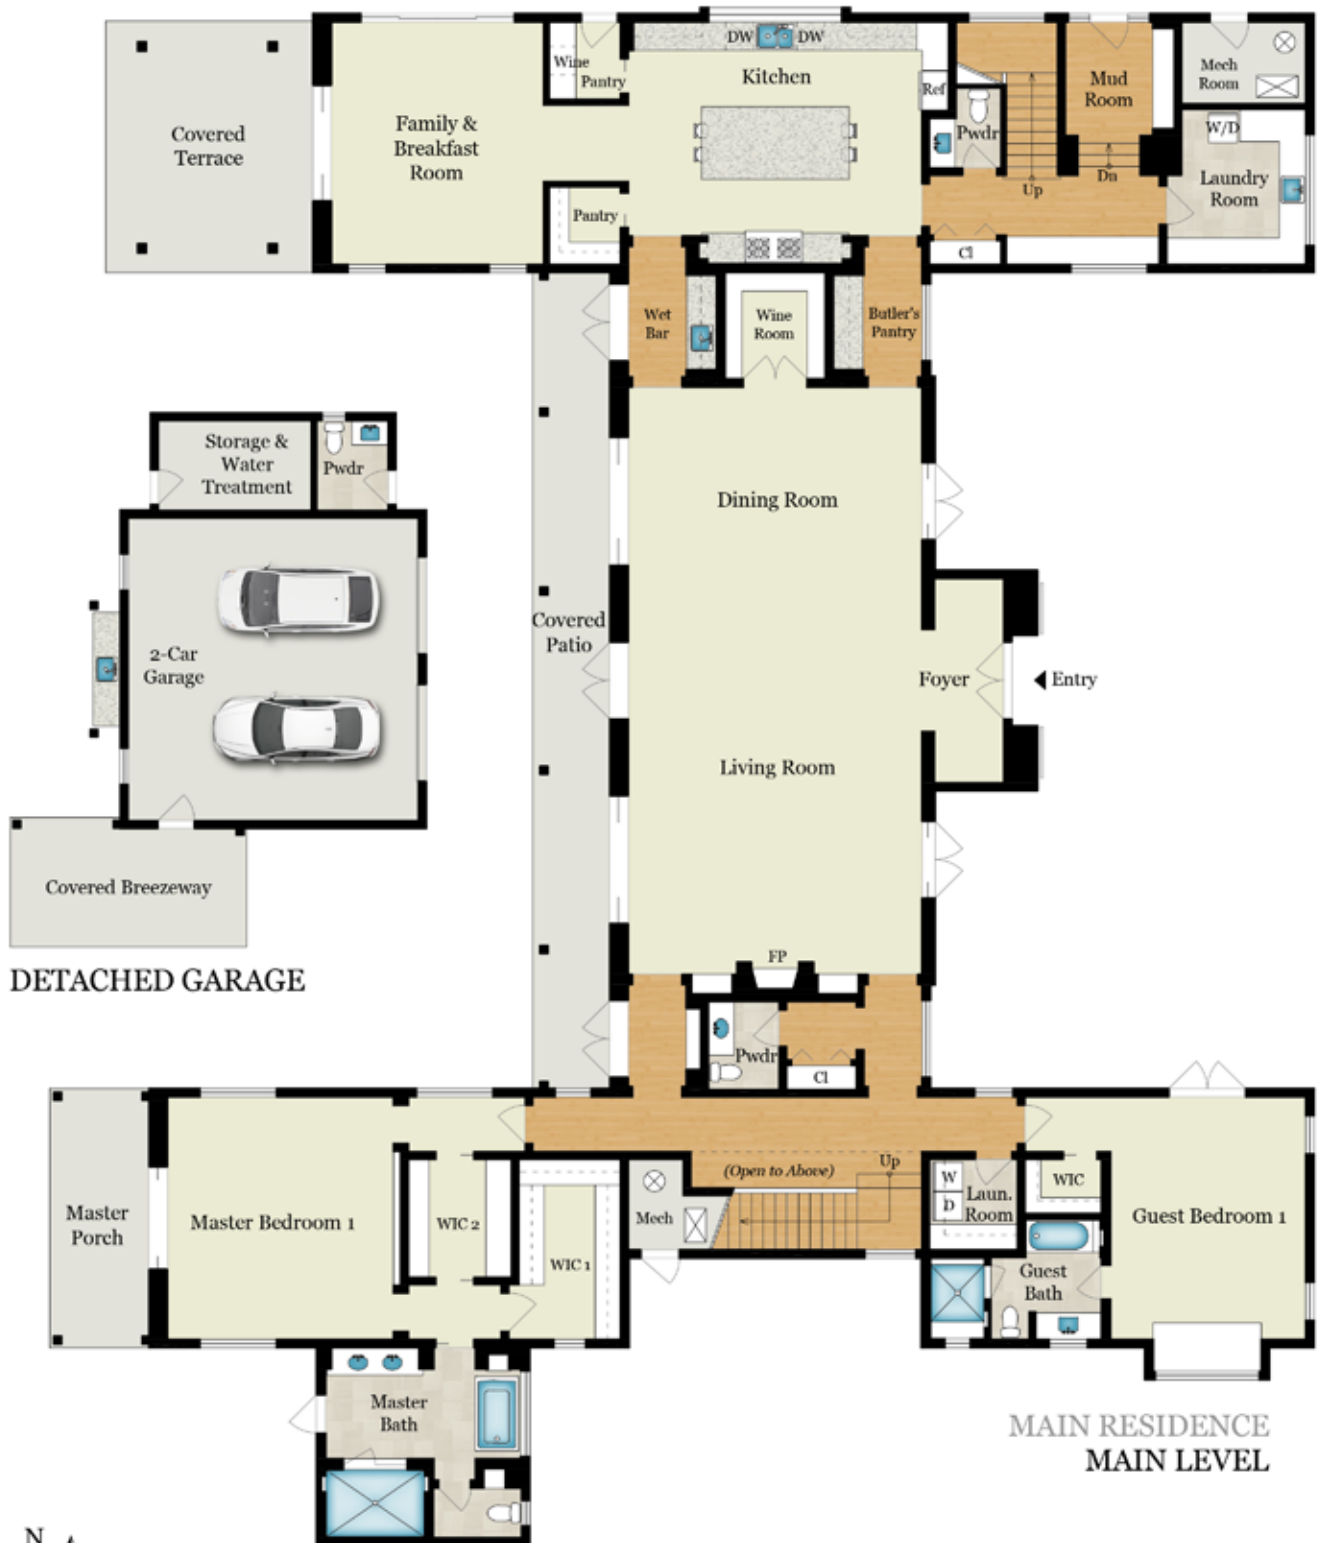 DW
DW
Kitchen
Wine
Pantry
Ref
Mud
Room
Mech
Room
Covered
Terrace
Family &
Breakfast
Room
Pwdr
W/D
Laundry
Room
Up
Dn
Pantry
Cl
Wet
Bar
Wine
Room
Butler's
Pantry
Storage &
Water
Treatment
Pwdr
Dining Room
2-Car
Garage
Covered
Patio
Foyer
Entry
Living Room
Covered Breezeway
DETACHED GARAGE
FP
Pwdr
Cl
(Open to Above)
Up
Master
Porch
Master Bedroom 1
WIC 2
WIC 1
Mech
W
D
Laun.
Room
WIC
Guest Bedroom 1
Guest
Bath
Master
Bath
MAIN RESIDENCE
MAIN LEVEL
N